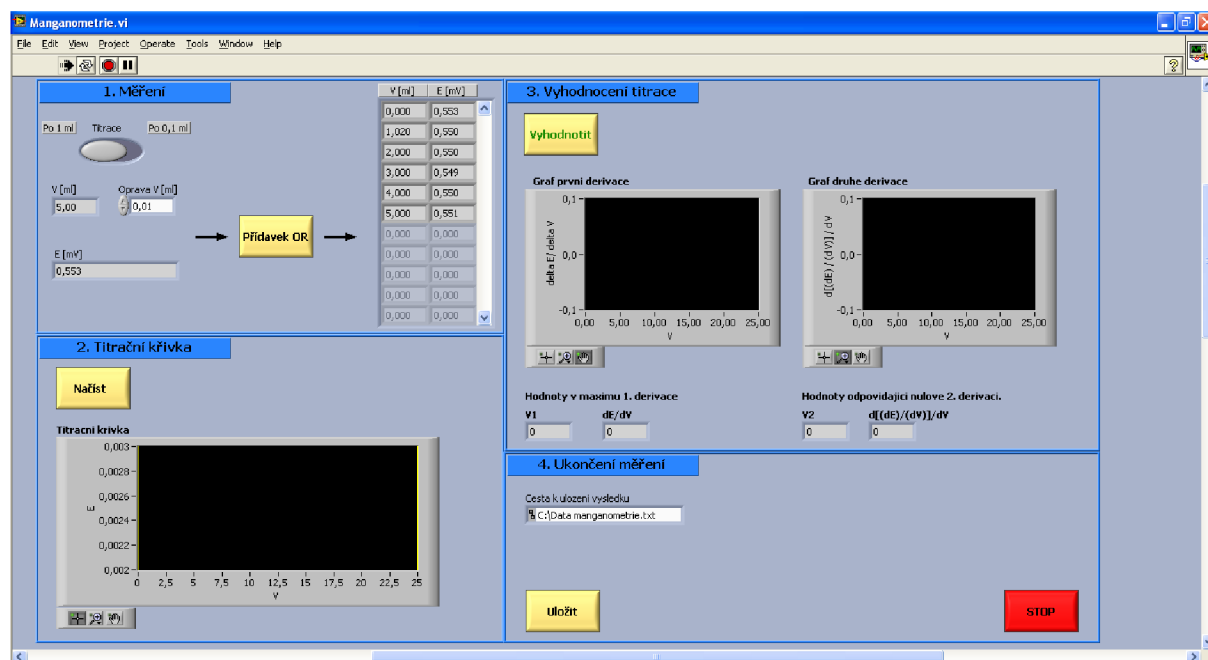 Manganometrie.vi
File Edit View Project Operate Tools Window Help
1. Měření
Po 1 ml Titrace Po 0,1 ml
V [ml] Oprava V [ml]
5,00 0,01
E [mV]
0,553
Přídavek OR
V [ml] E [mV]
0,000 0,553
1,020 0,550
2,000 0,550
3,000 0,549
4,000 0,550
5,000 0,551
0,000 0,000
0,000 0,000
0,000 0,000
0,000 0,000
0,000 0,000
2. Titrační křivka
Načíst
Titracni krivka
0,003
0,0028
0,0026
0,0024
0,0022
0,002
E
0 2,5 5 7,5 10 12,5 15 17,5 20 22,5 25
V
3. Vyhodnocení titrace
Vyhodnotit
Graf prvni derivace
0,1
0,0
-0,1
delta E/ delta V
0,00 5,00 10,00 15,00 20,00 25,00
V
Graf druhe derivace
0,1
0,0
-0,1
d[(dE)/(dV)]/dV
0,00 5,00 10,00 15,00 20,00 25,00
V
Hodnoty v maximu 1. derivace
V1 dE/dV
0 0
Hodnoty odpovidajici nulove 2. derivaci.
V2 d[(dE)/(dV)]/dV
0 0
4. Ukončení měření
Cesta k ulozeni vysledku
C:\Data manganometrie.txt
Uložit
STOP